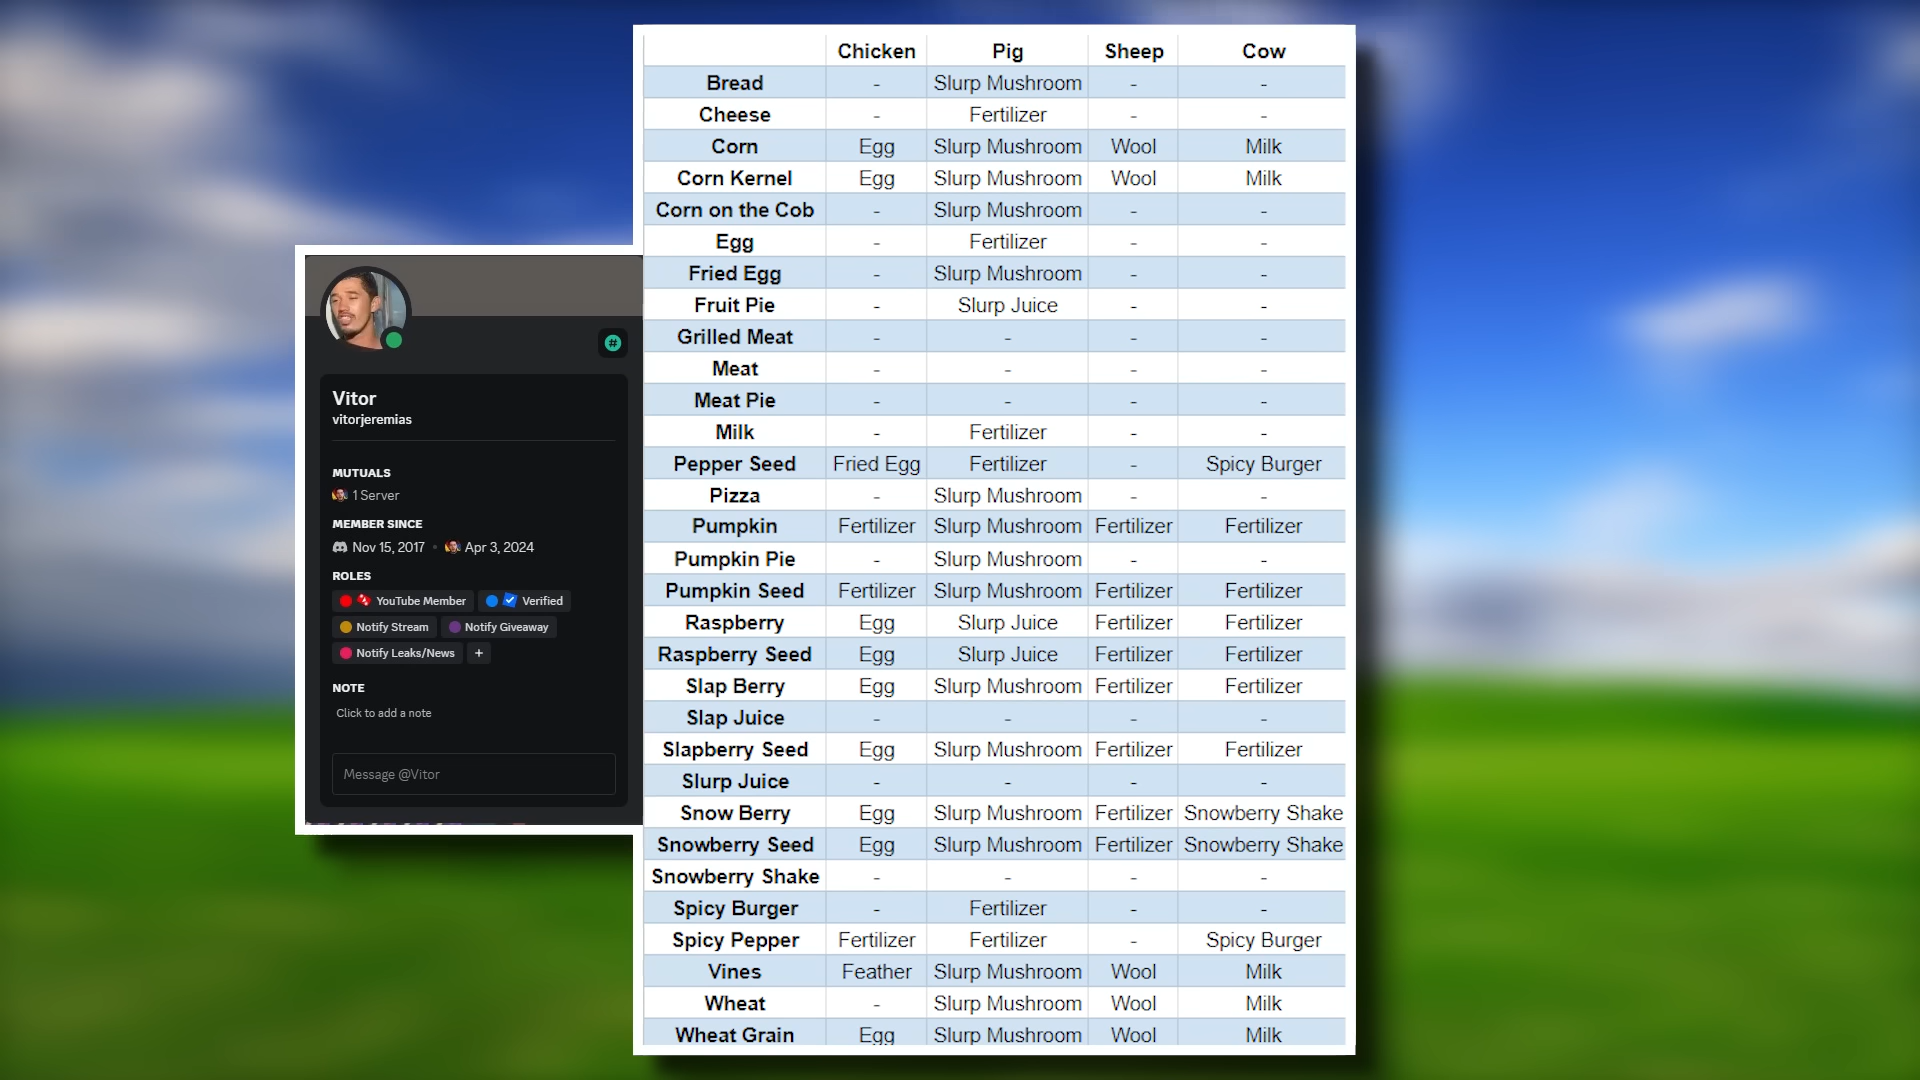 Vitor
vitorjeremias
MUTUALS
1 Server
MEMBER SINCE
Nov 15, 2017 • Apr 3, 2024
ROLES
YouTube Member Verified
Notify Stream Notify Giveaway
Notify Leaks/News +
NOTE
Click to add a note
Message @Vitor
Chicken Pig Sheep Cow
Bread - Slurp Mushroom - -
Cheese - Fertilizer - -
Corn Egg Slurp Mushroom Wool Milk
Corn Kernel Egg Slurp Mushroom Wool Milk
Corn on the Cob - Slurp Mushroom - -
Egg - Fertilizer - -
Fried Egg - Slurp Mushroom - -
Fruit Pie - Slurp Juice - -
Grilled Meat - - - -
Meat - - - -
Meat Pie - - - -
Milk - Fertilizer - -
Pepper Seed Fried Egg Fertilizer - Spicy Burger
Pizza - Slurp Mushroom - -
Pumpkin Fertilizer Slurp Mushroom Fertilizer Fertilizer
Pumpkin Pie - Slurp Mushroom - -
Pumpkin Seed Fertilizer Slurp Mushroom Fertilizer Fertilizer
Raspberry Egg Slurp Juice Fertilizer Fertilizer
Raspberry Seed Egg Slurp Juice Fertilizer Fertilizer
Slap Berry Egg Slurp Mushroom Fertilizer Fertilizer
Slap Juice - - - -
Slapberry Seed Egg Slurp Mushroom Fertilizer Fertilizer
Slurp Juice - - - -
Snow Berry Egg Slurp Mushroom Fertilizer Snowberry Shake
Snowberry Seed Egg Slurp Mushroom Fertilizer Snowberry Shake
Snowberry Shake - - - -
Spicy Burger - Fertilizer - -
Spicy Pepper Fertilizer Fertilizer - Spicy Burger
Vines Feather Slurp Mushroom Wool Milk
Wheat - Slurp Mushroom Wool Milk
Wheat Grain Egg Slurp Mushroom Wool Milk